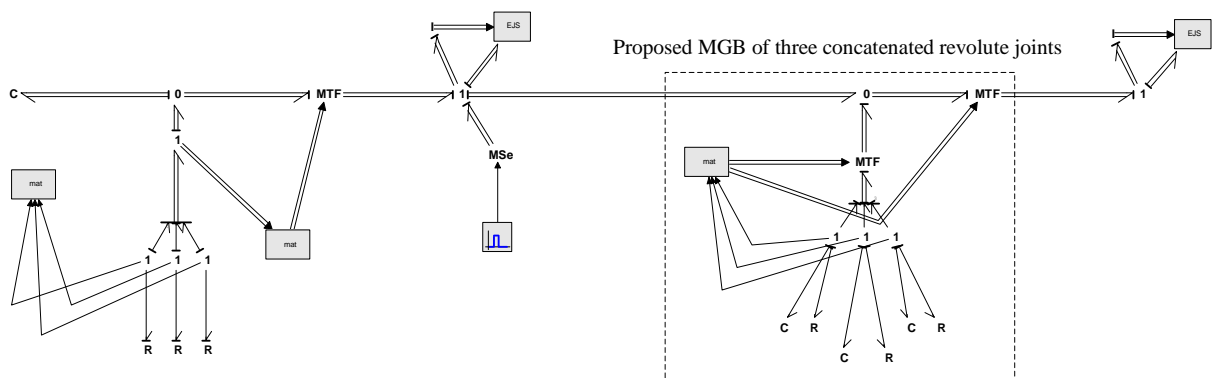 EJS
EJS
Proposed MGB of three concatenated revolute joints
C 0 MTF 1 0 MTF 1
1
MSe
mat MTF
mat
mat
1 1 1
1 1 1
C R C R
R R R
C R